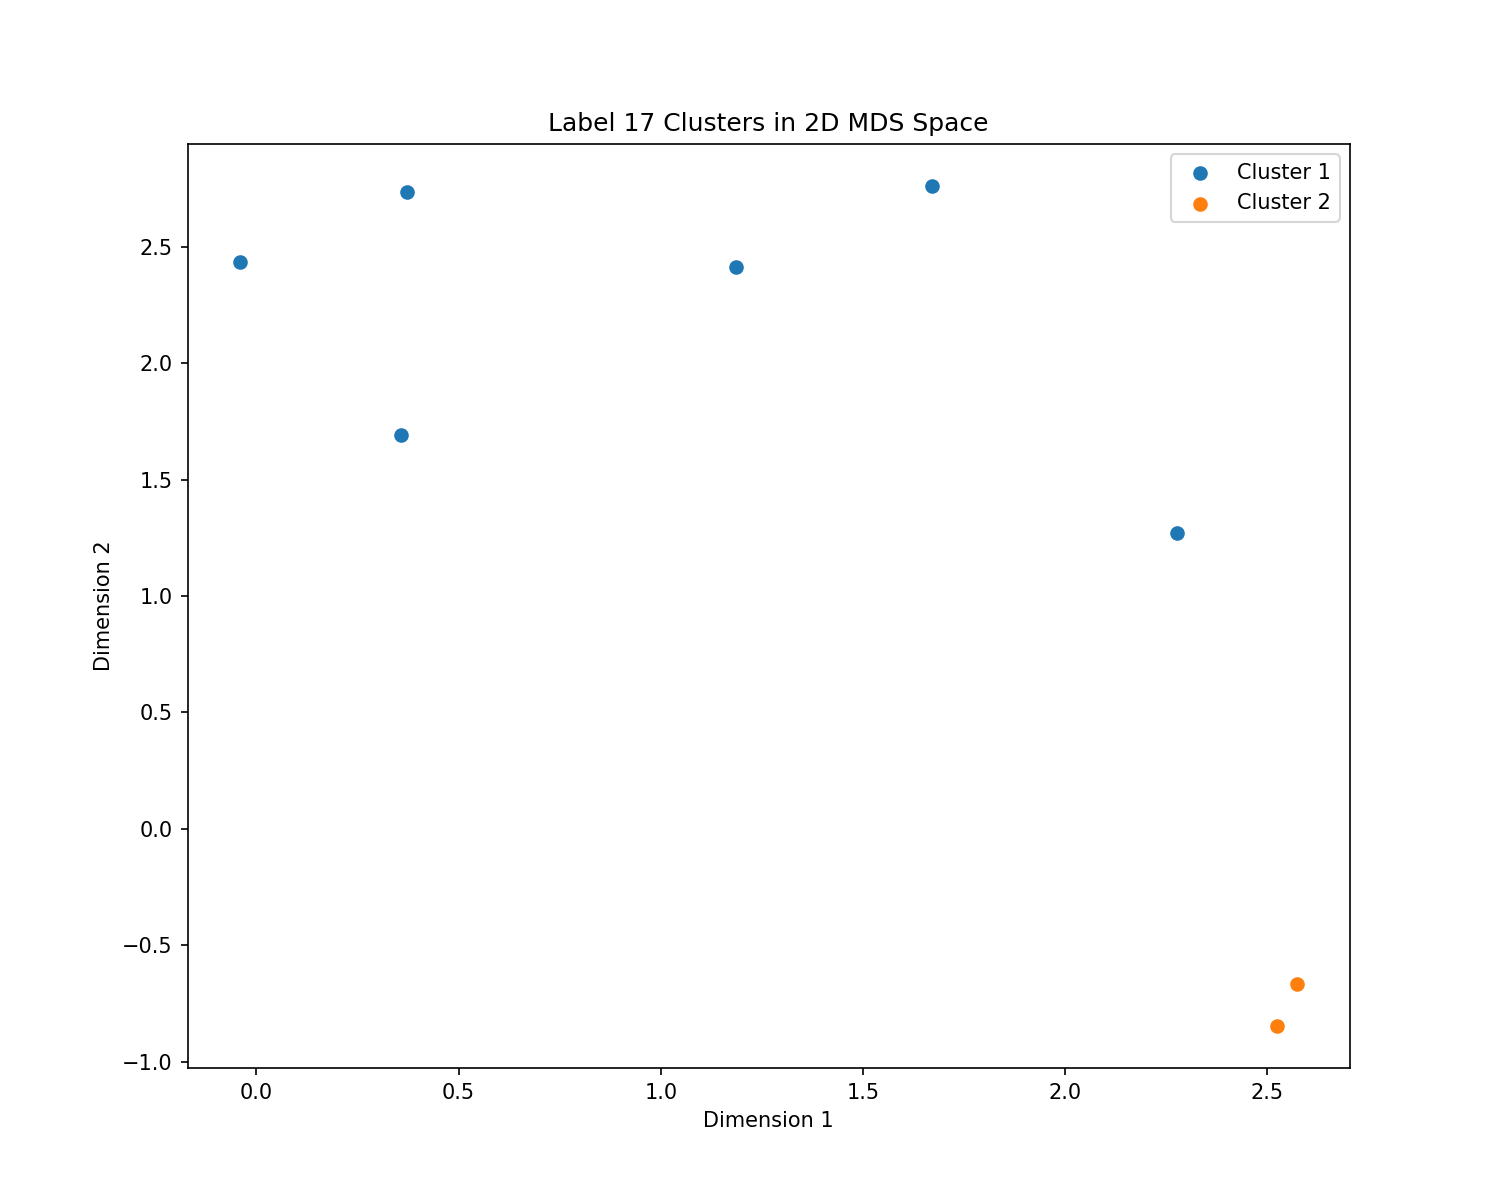 Label 17 Clusters in 2D MDS Space
Cluster 1
Cluster 2
2.5
2.0
1.5
1.0
0.5
0.0
−0.5
−1.0
Dimension 2
0.0 0.5 1.0 1.5 2.0 2.5
Dimension 1